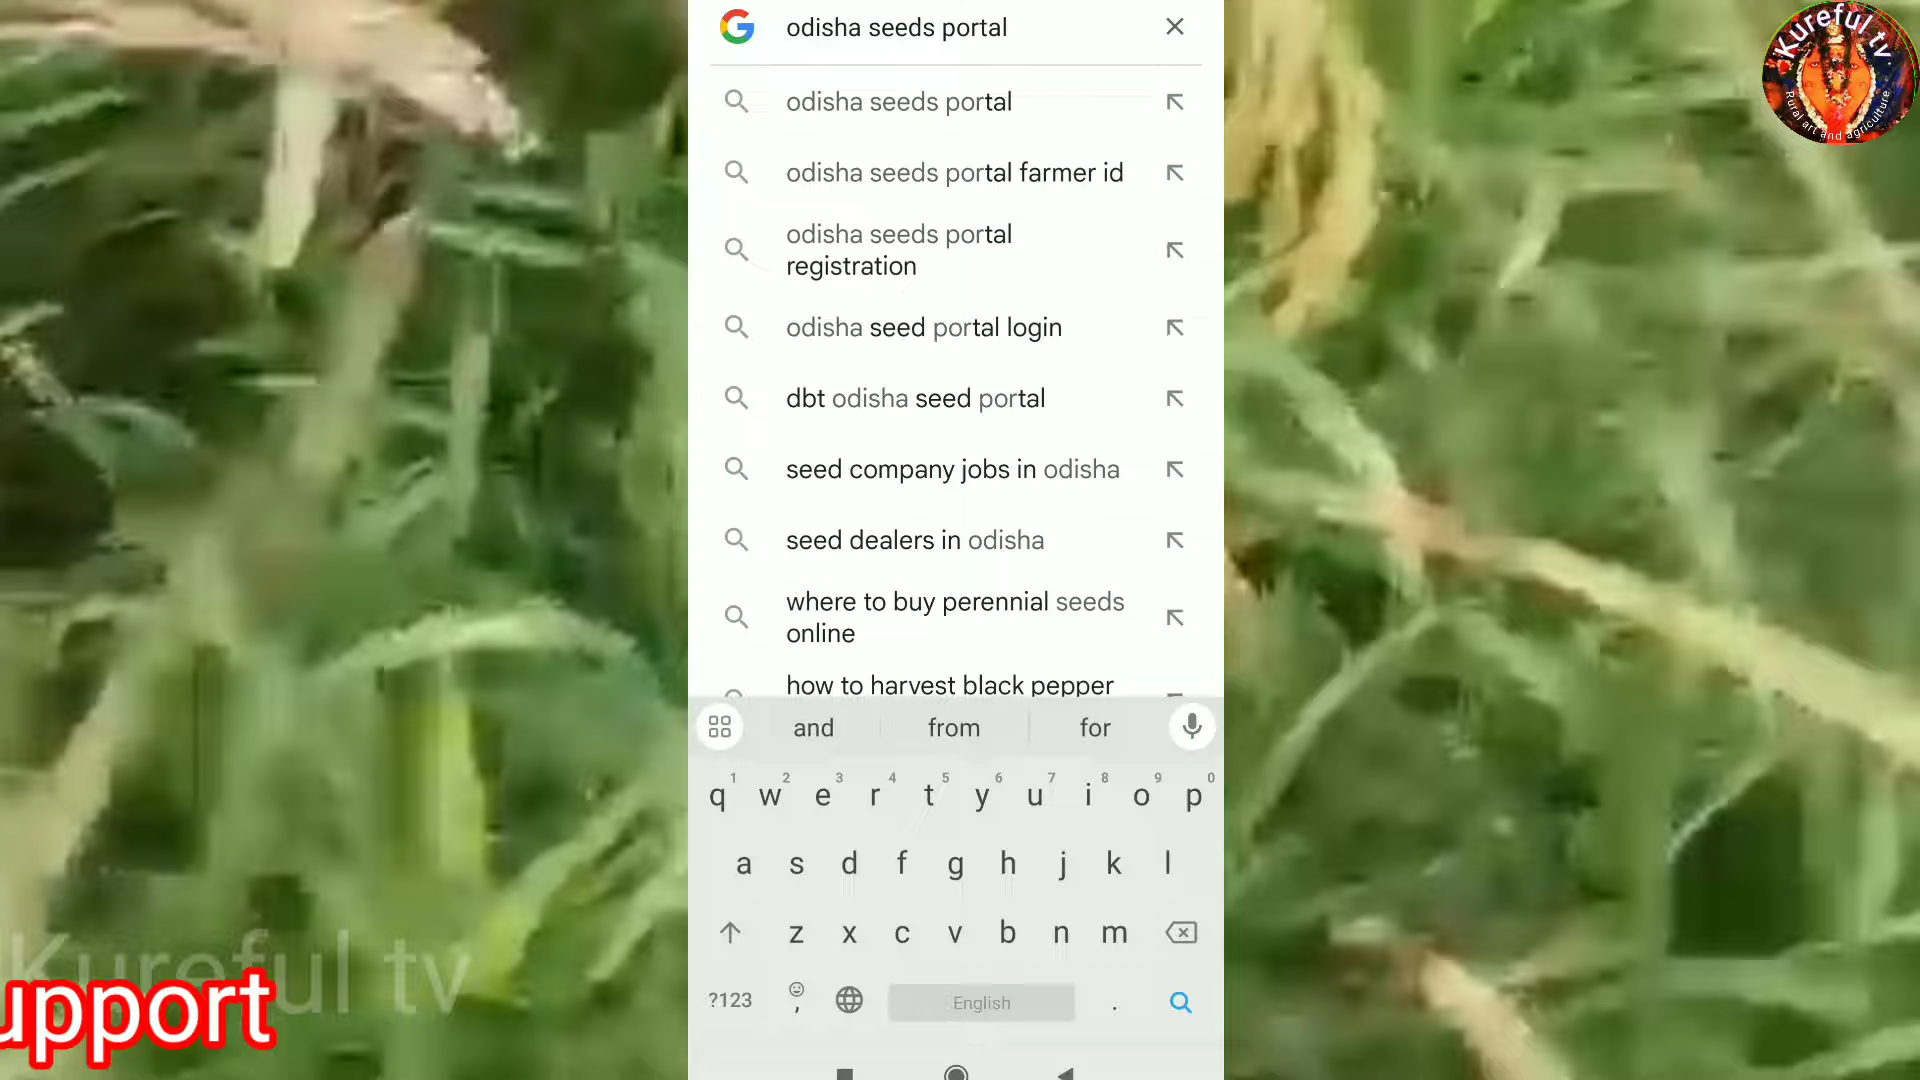 odisha seeds portal
odisha seeds portal
odisha seeds portal farmer id
odisha seeds portal
registration
odisha seed portal login
dbt odisha seed portal
seed company jobs in odisha
seed dealers in odisha
where to buy perennial seeds
online
how to harvest black pepper
and from for
1 2 3 4 5 6 7 8 9 0
q w e r t y u i o p
a s d f g h j k l
z x c v b n m
?123 , English .
Kureful tv
Rural art and agriculture
Kureful tv
upport